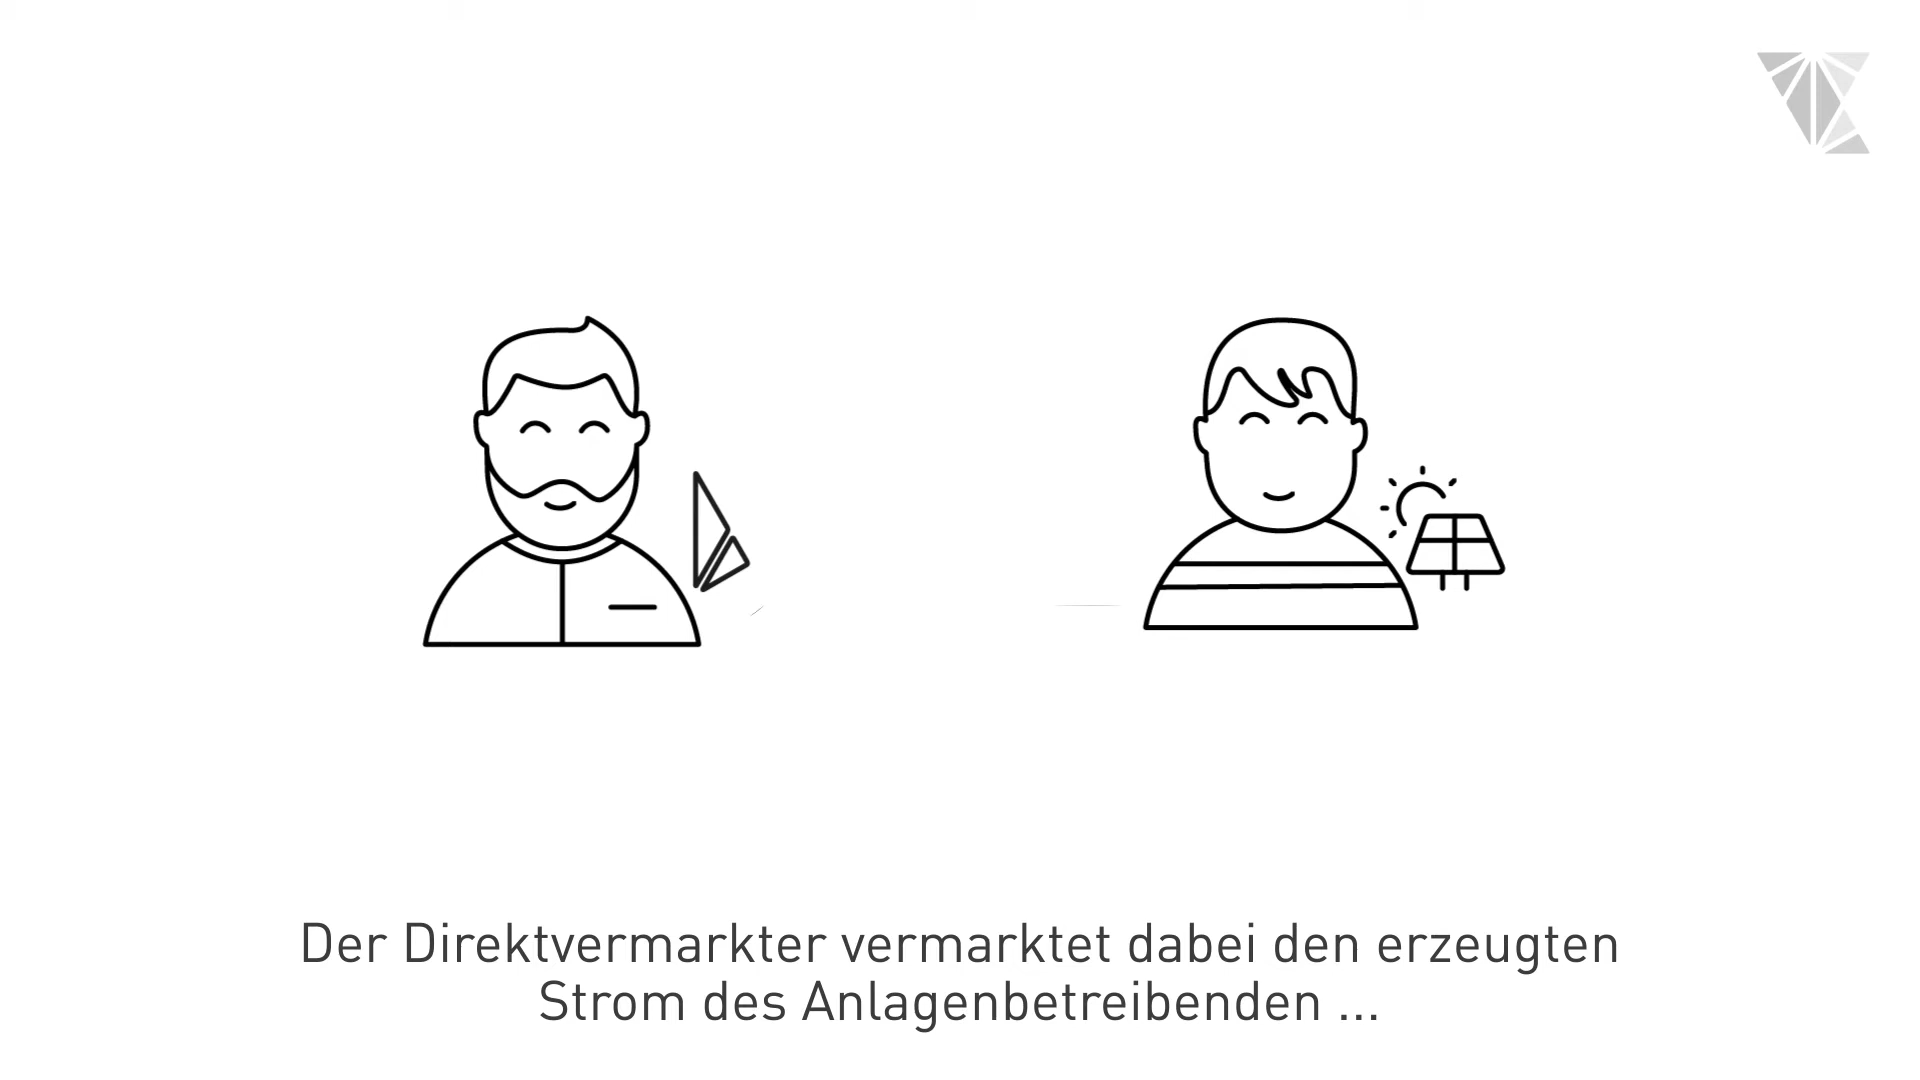 Der Direktvermarkter vermarktet dabei den erzeugten
Strom des Anlagenbetreibenden ...